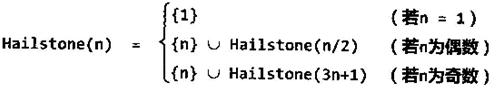 {1} (若n = 1)
Hailstone(n) = {n} ∪ Hailstone(n/2) (若n为偶数)
{n} ∪ Hailstone(3n+1) (若n为奇数)